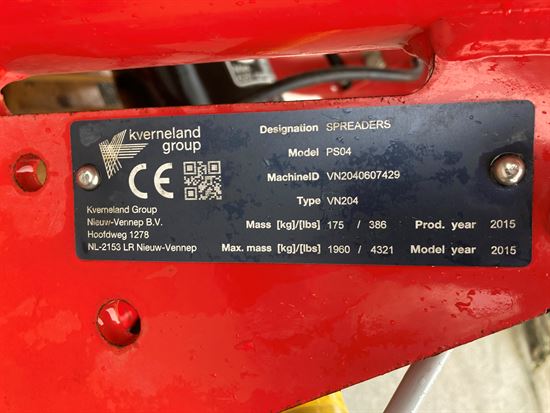 kverneland
group
CE
Kverneland Group
Nieuw-Vennep B.V.
Hoofdweg 1278
NL-2153 LR Nieuw-Vennep
Designation SPREADERS
Model PS04
MachineID VN2040607429
Type VN204
Mass [kg]/[lbs] 175 / 386 Prod. year 2015
Max. mass [kg]/[lbs] 1960 / 4321 Model year 2015